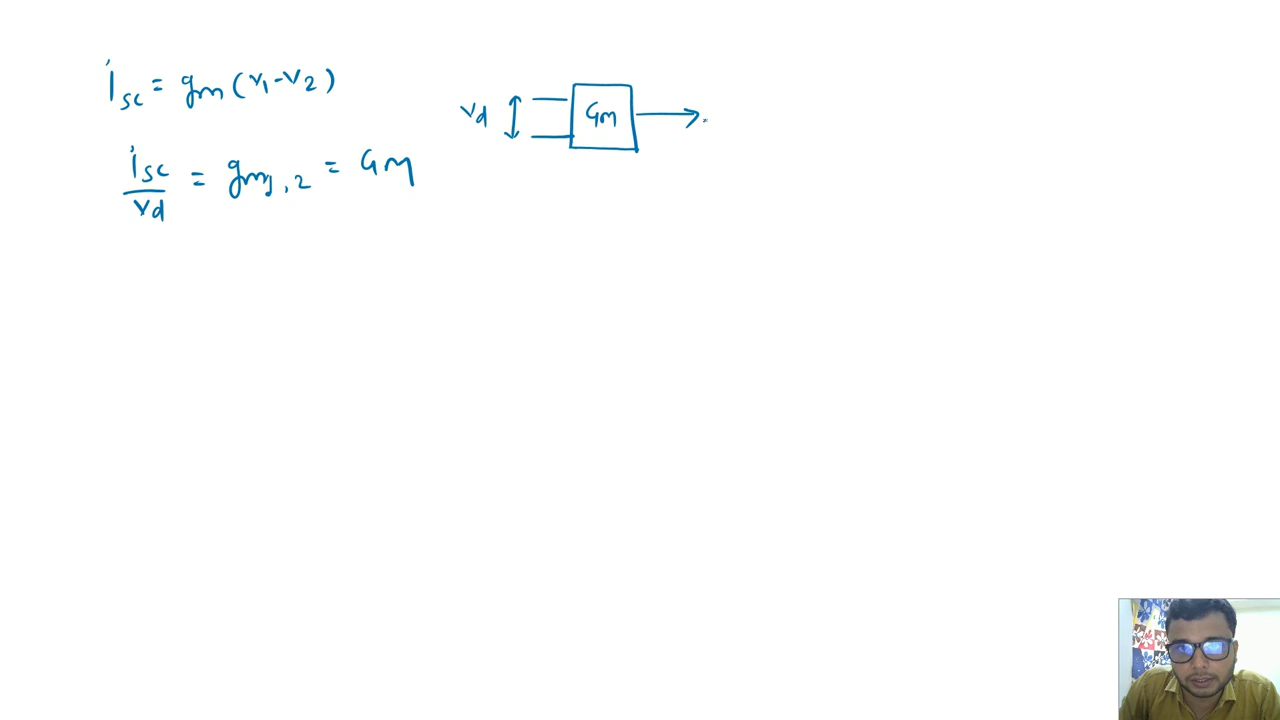 isc = gm(v1-v2)
vd Gm
isc/vd = gm1,2 = Gm